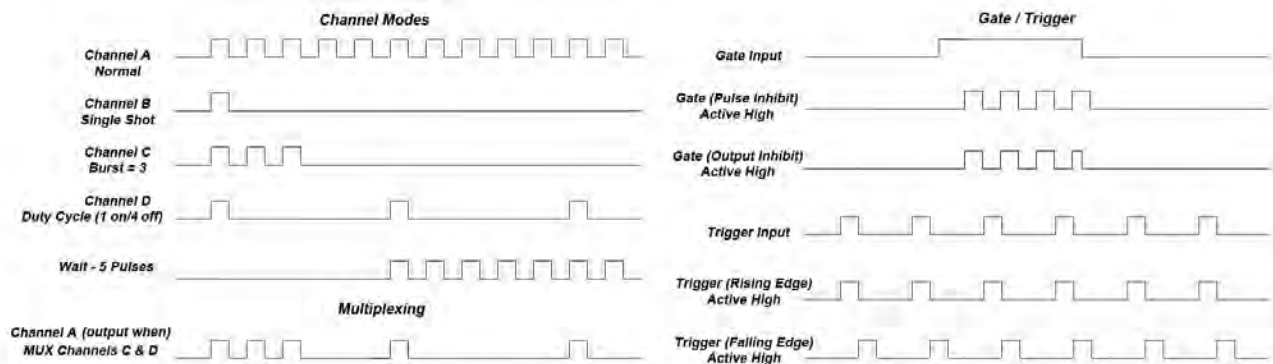 Channel Modes
Channel A
Normal
Channel B
Single Shot
Channel C
Burst = 3
Channel D
Duty Cycle (1 on/4 off)
Wait - 5 Pulses
Multiplexing
Channel A (output when)
MUX Channels C & D
Gate / Trigger
Gate Input
Gate (Pulse Inhibit)
Active High
Gate (Output Inhibit)
Active High
Trigger Input
Trigger (Rising Edge)
Active High
Trigger (Falling Edge)
Active High